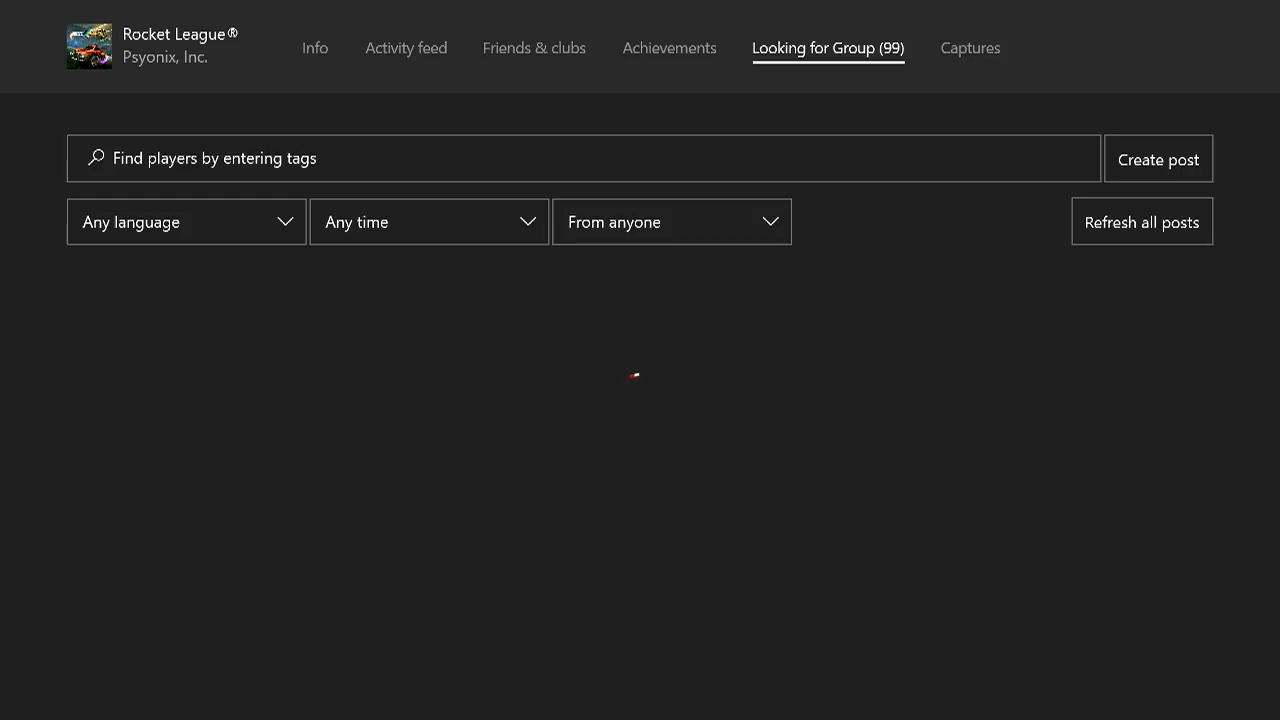 Rocket League®
Psyonix, Inc.
Info
Activity feed
Friends & clubs
Achievements
Looking for Group (99)
Captures
Find players by entering tags
Create post
Any language
Any time
From anyone
Refresh all posts